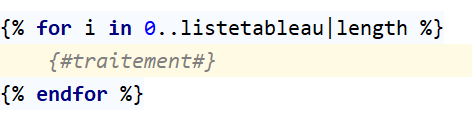 {% for i in 0..listetableau|length %}
{#traitement#}
{% endfor %}